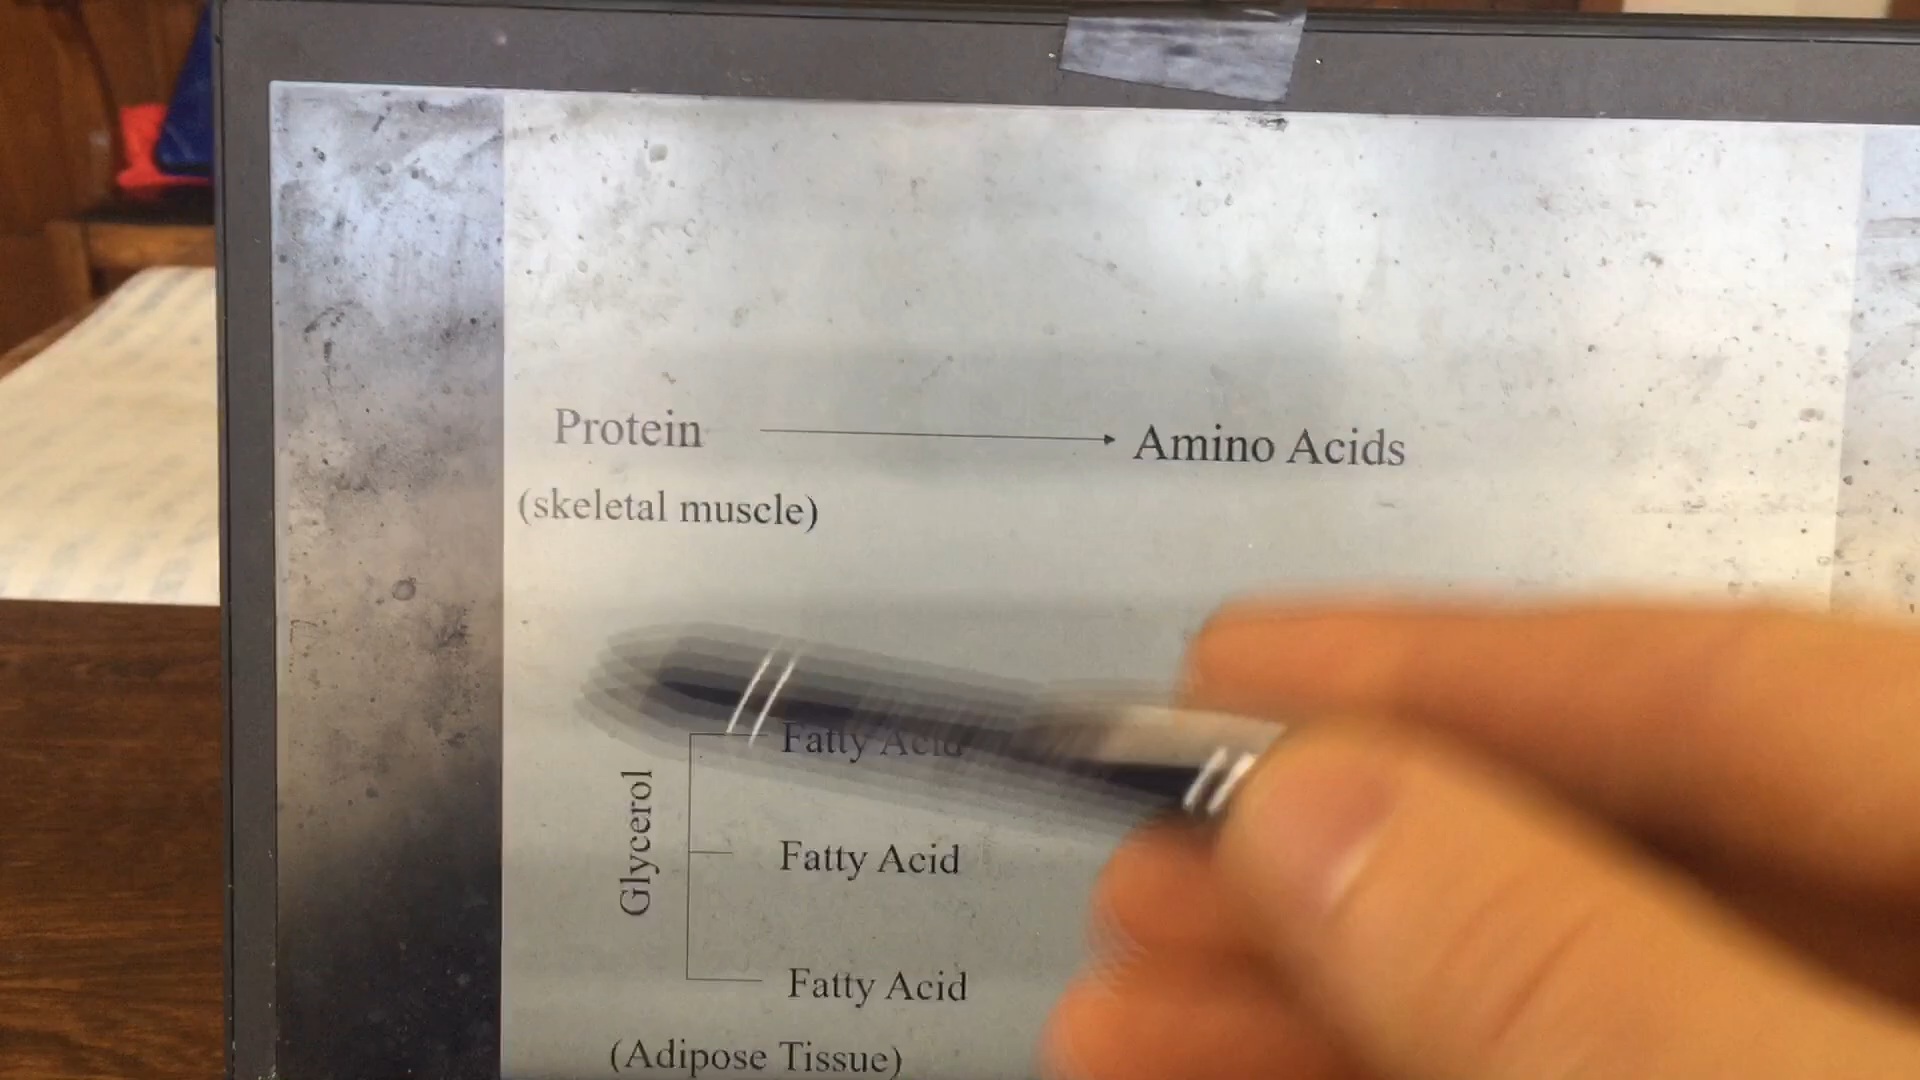 Protein
Amino Acids
(skeletal muscle)
Fatty Acid
Glycerol
Fatty Acid
Fatty Acid
(Adipose Tissue)